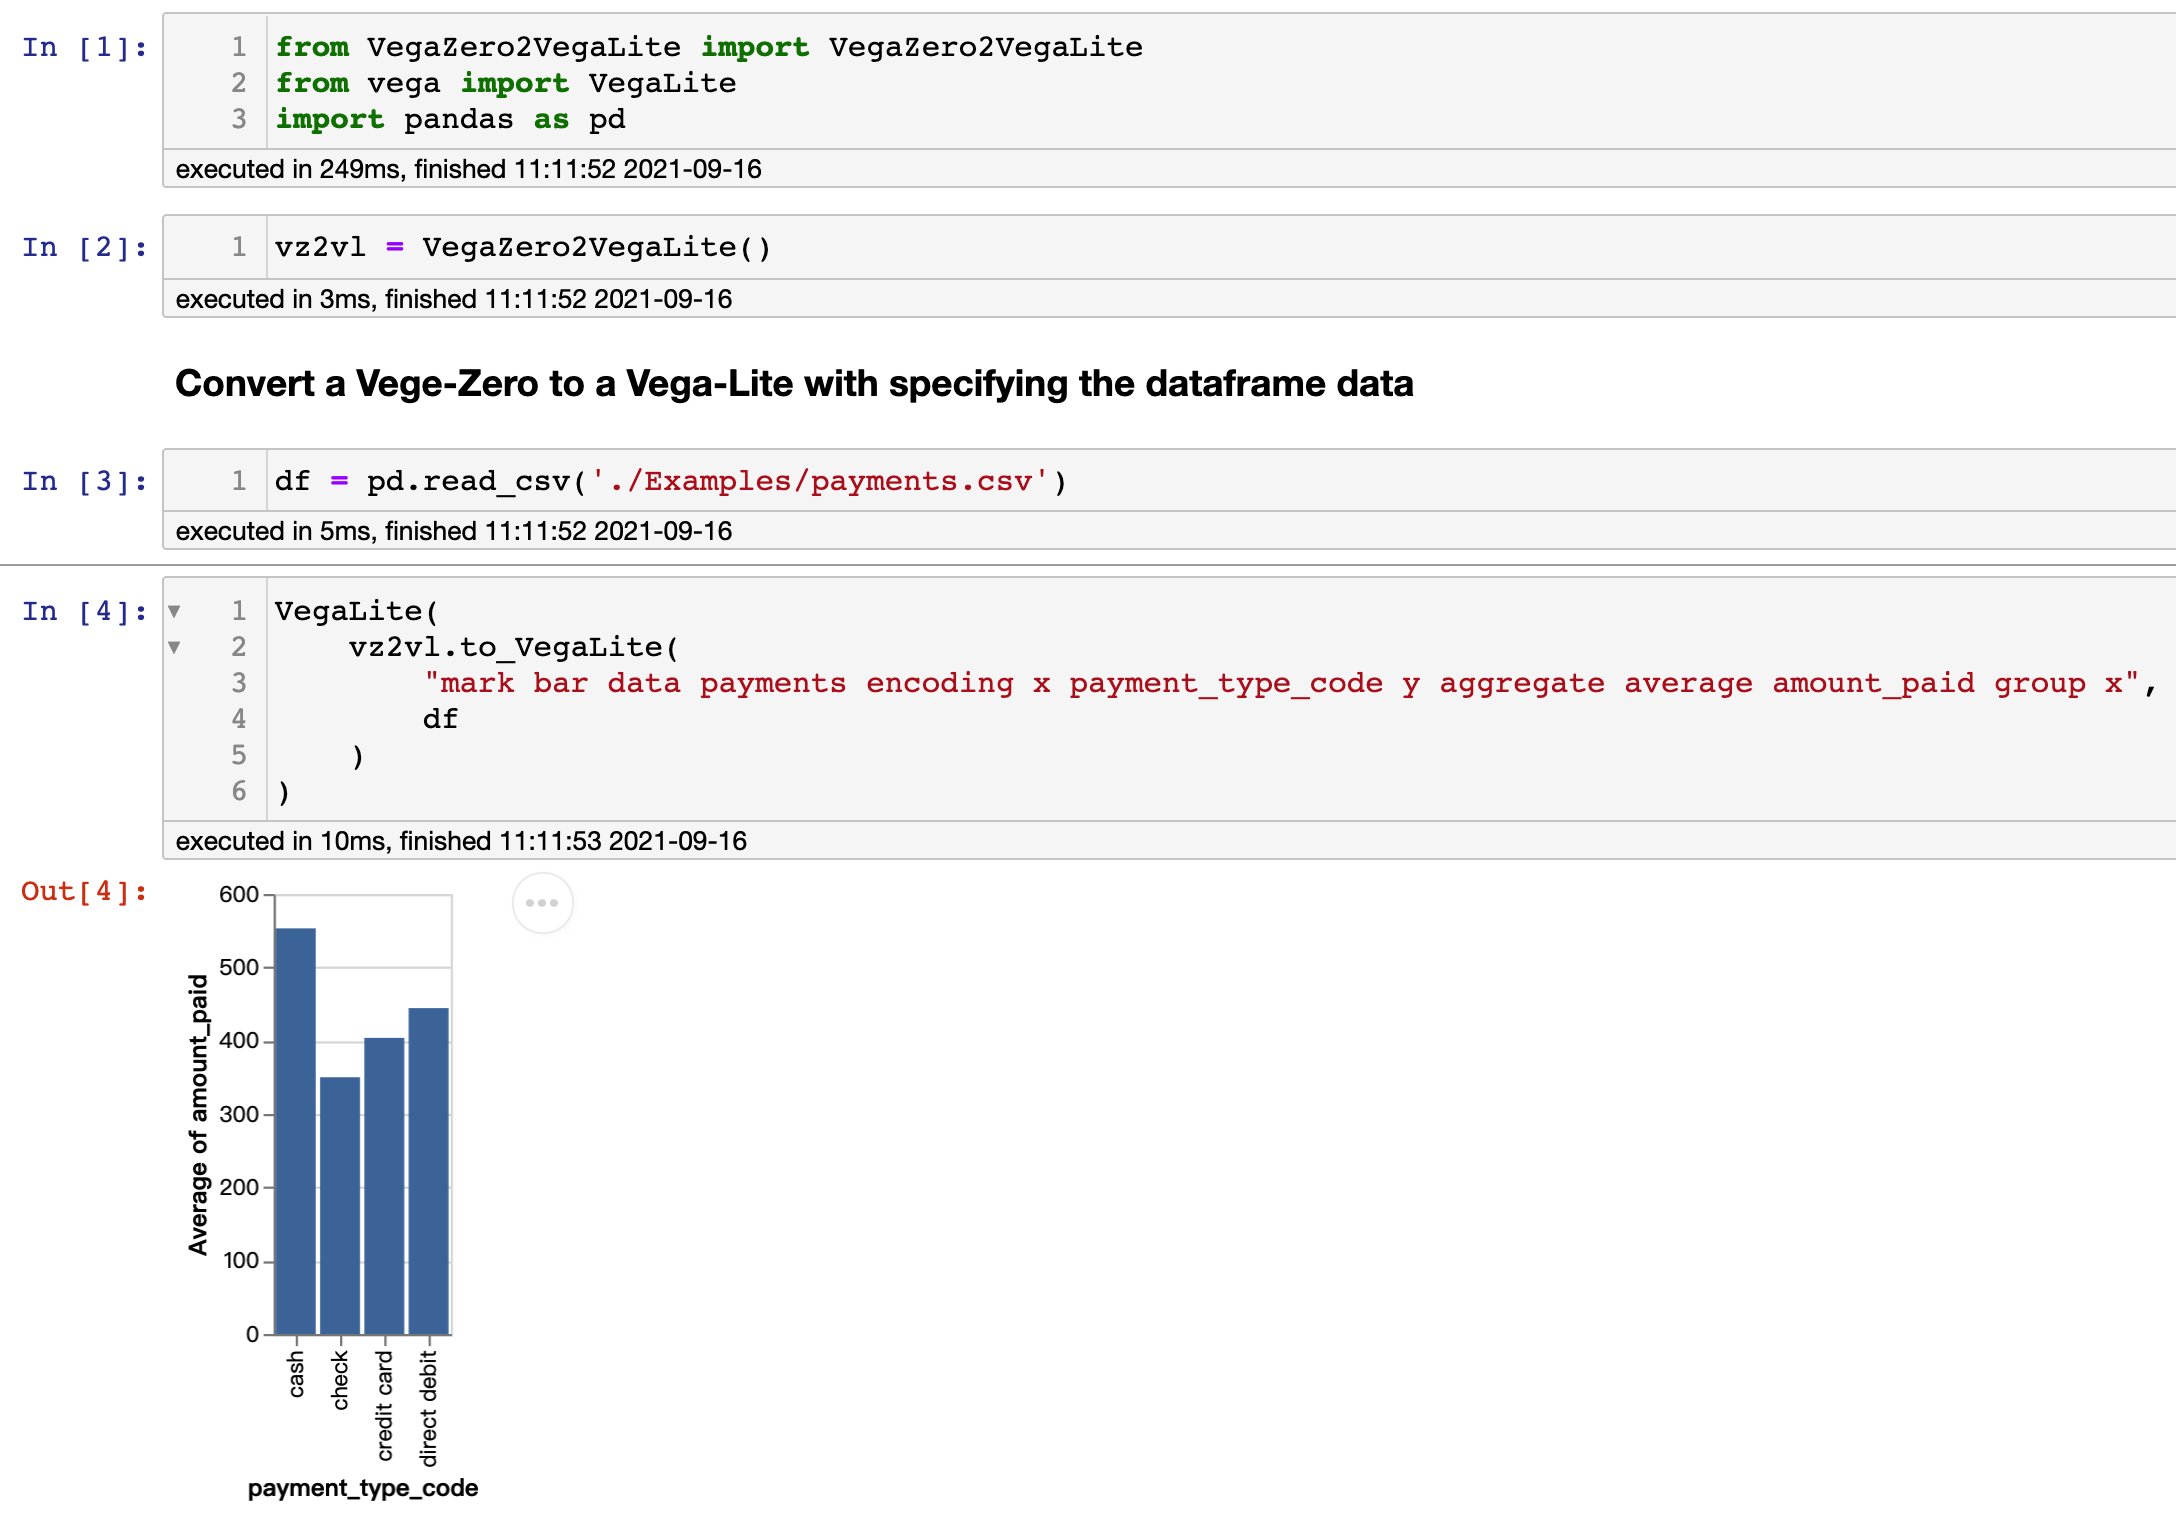 In [1]:
1 from VegaZero2VegaLite import VegaZero2VegaLite
2 from vega import VegaLite
3 import pandas as pd
executed in 249ms, finished 11:11:52 2021-09-16
In [2]:
1 vz2vl = VegaZero2VegaLite()
executed in 3ms, finished 11:11:52 2021-09-16
Convert a Vege-Zero to a Vega-Lite with specifying the dataframe data
In [3]:
1 df = pd.read_csv('./Examples/payments.csv')
executed in 5ms, finished 11:11:52 2021-09-16
In [4]:
1 VegaLite(
2     vz2vl.to_VegaLite(
3         "mark bar data payments encoding x payment_type_code y aggregate average amount_paid group x",
4         df
5     )
6 )
executed in 10ms, finished 11:11:53 2021-09-16
Out[4]:
600
500
400
300
200
100
0
Average of amount_paid
cash
check
credit card
direct debit
payment_type_code